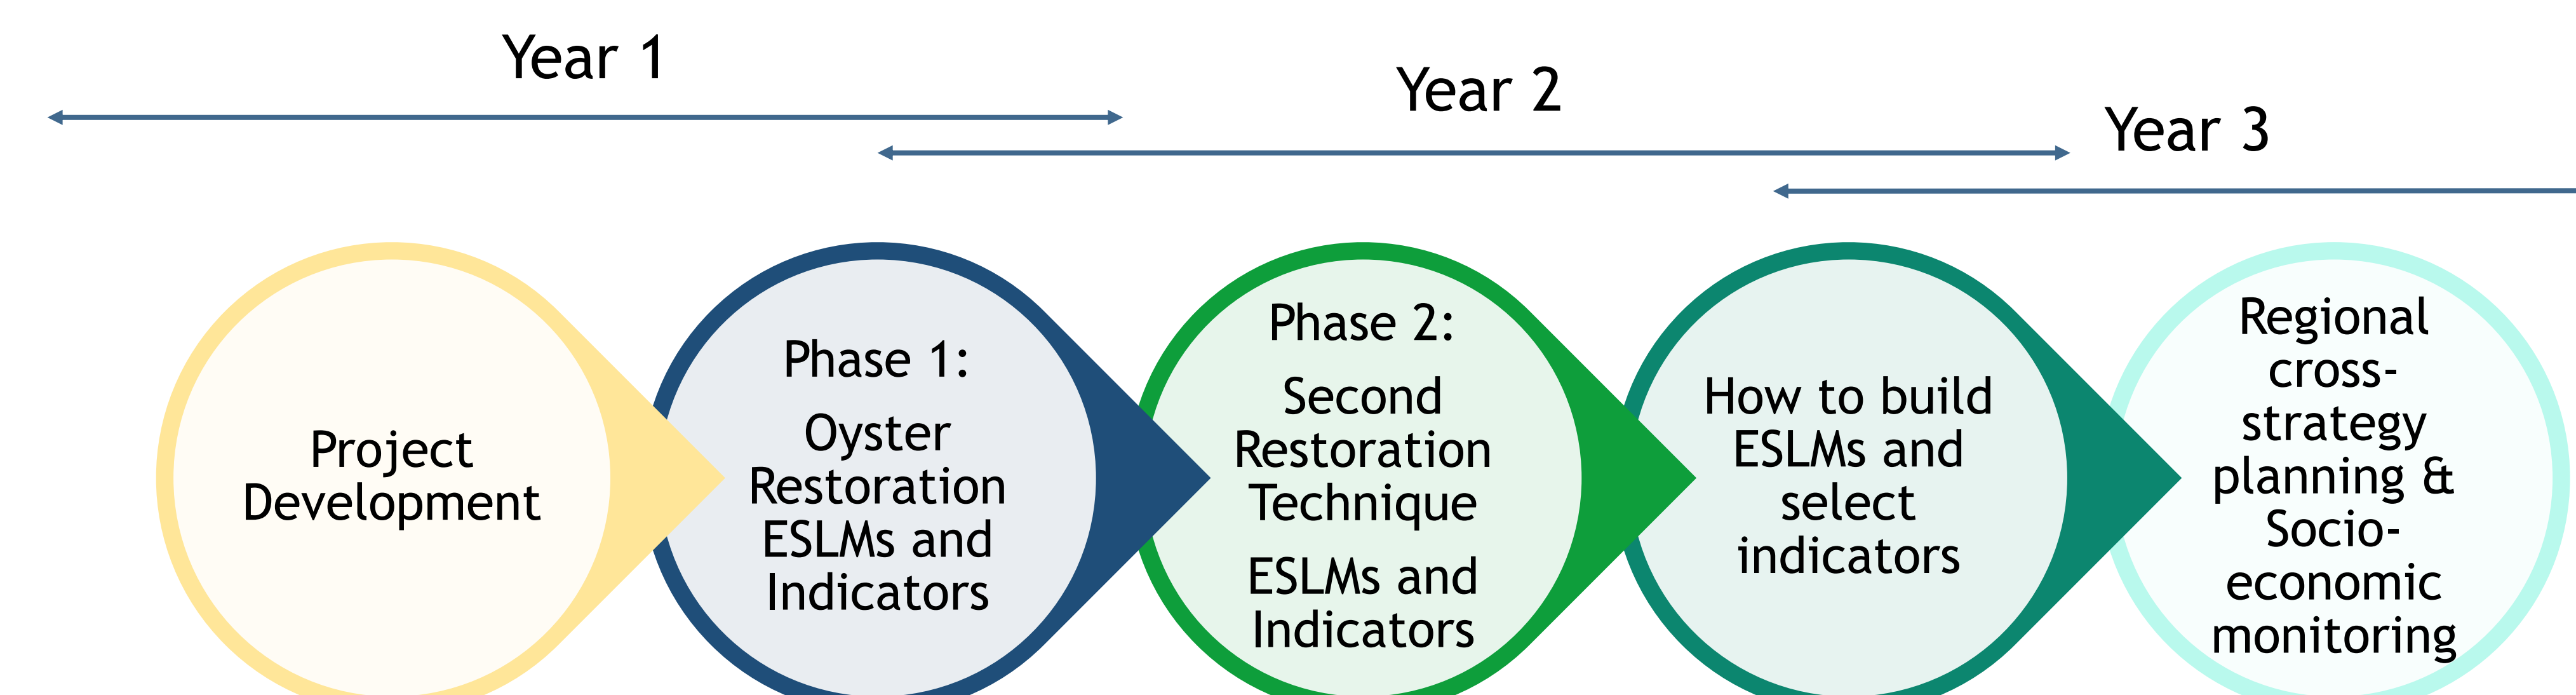 Year 1
Year 2
Year 3
Project
Development
Phase 1:
Oyster
Restoration
ESLMs and
Indicators
Phase 2:
Second
Restoration
Technique
ESLMs and
Indicators
How to build
ESLMs and
select
indicators
Regional
cross-
strategy
planning &
Socio-
economic
monitoring